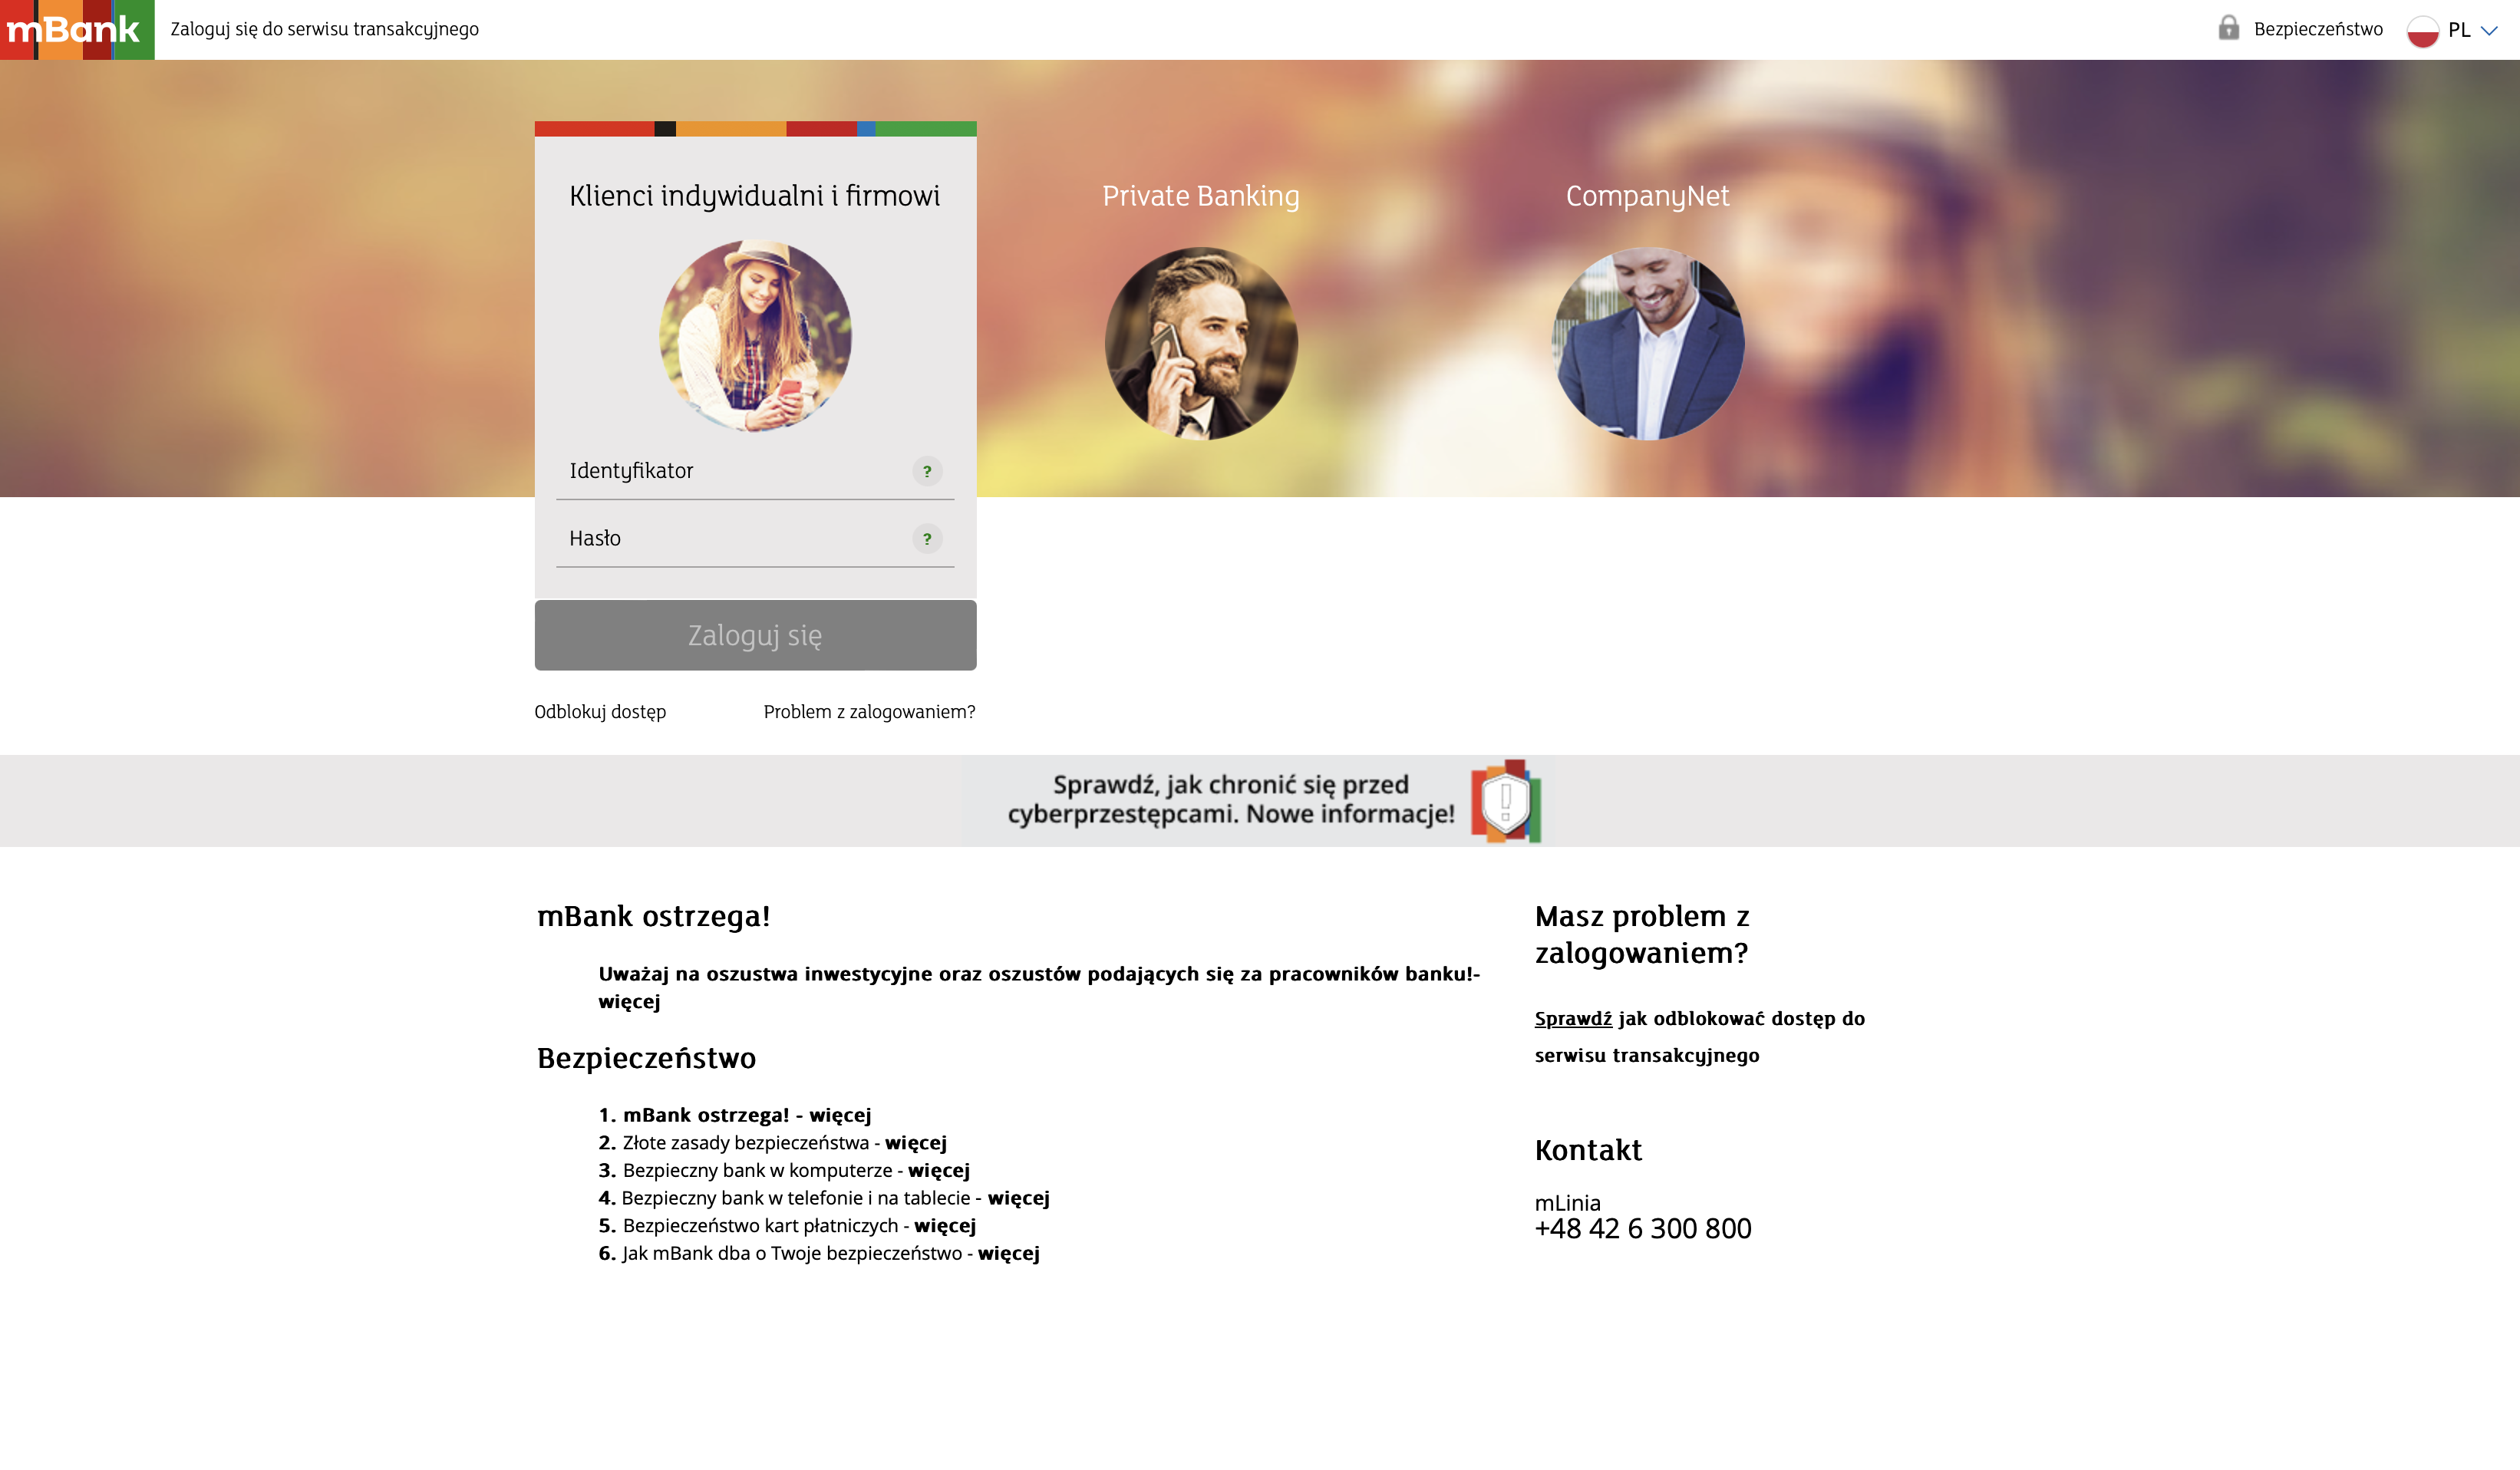 mBank
Zaloguj się do serwisu transakcyjnego
Bezpieczeństwo
PL
Klienci indywidualni i firmowi
Private Banking
CompanyNet
Identyfikator
?
Hasło
?
Zaloguj się
Odblokuj dostęp
Problem z zalogowaniem?
Sprawdź, jak chronić się przed
cyberprzestępcami. Nowe informacje!
mBank ostrzega!
Uważaj na oszustwa inwestycyjne oraz oszustów podających się za pracowników banku!-
więcej
Bezpieczeństwo
1. mBank ostrzega! - więcej
2. Złote zasady bezpieczeństwa - więcej
3. Bezpieczny bank w komputerze - więcej
4. Bezpieczny bank w telefonie i na tablecie - więcej
5. Bezpieczeństwo kart płatniczych - więcej
6. Jak mBank dba o Twoje bezpieczeństwo - więcej
Masz problem z
zalogowaniem?
Sprawdź jak odblokować dostęp do
serwisu transakcyjnego
Kontakt
mLinia
+48 42 6 300 800